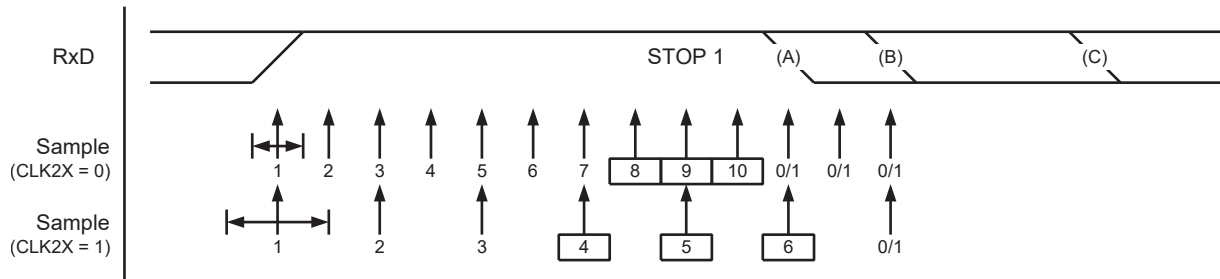 RxD STOP 1 (A) (B) (C)
Sample
(CLK2X = 0)
1 2 3 4 5 6 7 8 9 10 0/1 0/1 0/1
Sample
(CLK2X = 1)
1 2 3 4 5 6 0/1